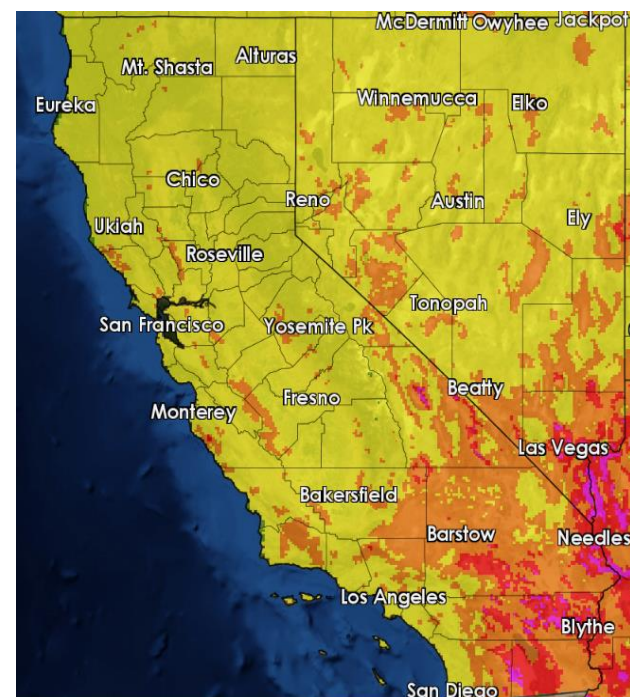 McDermitt Owyhee Jackpot
Mt. Shasta Alturas
Eureka Winnemucca Elko
Chico
Reno Austin
Ukiah Ely
Roseville
Tonopah
San Francisco Yosemite Pk
Beatty
Monterey Fresno
Las Vegas
Bakersfield
Barstow Needles
Los Angeles
Blythe
San Diego